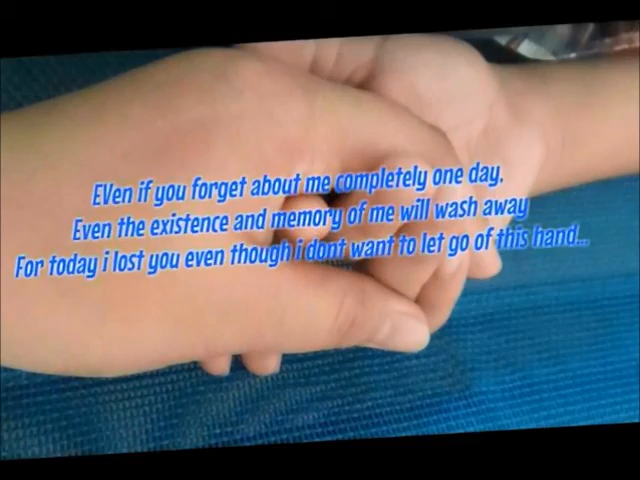 EVen if you forget about me completely one day,
Even the existence and memory of me will wash away
For today i lost you even though i dont want to let go of this hand...